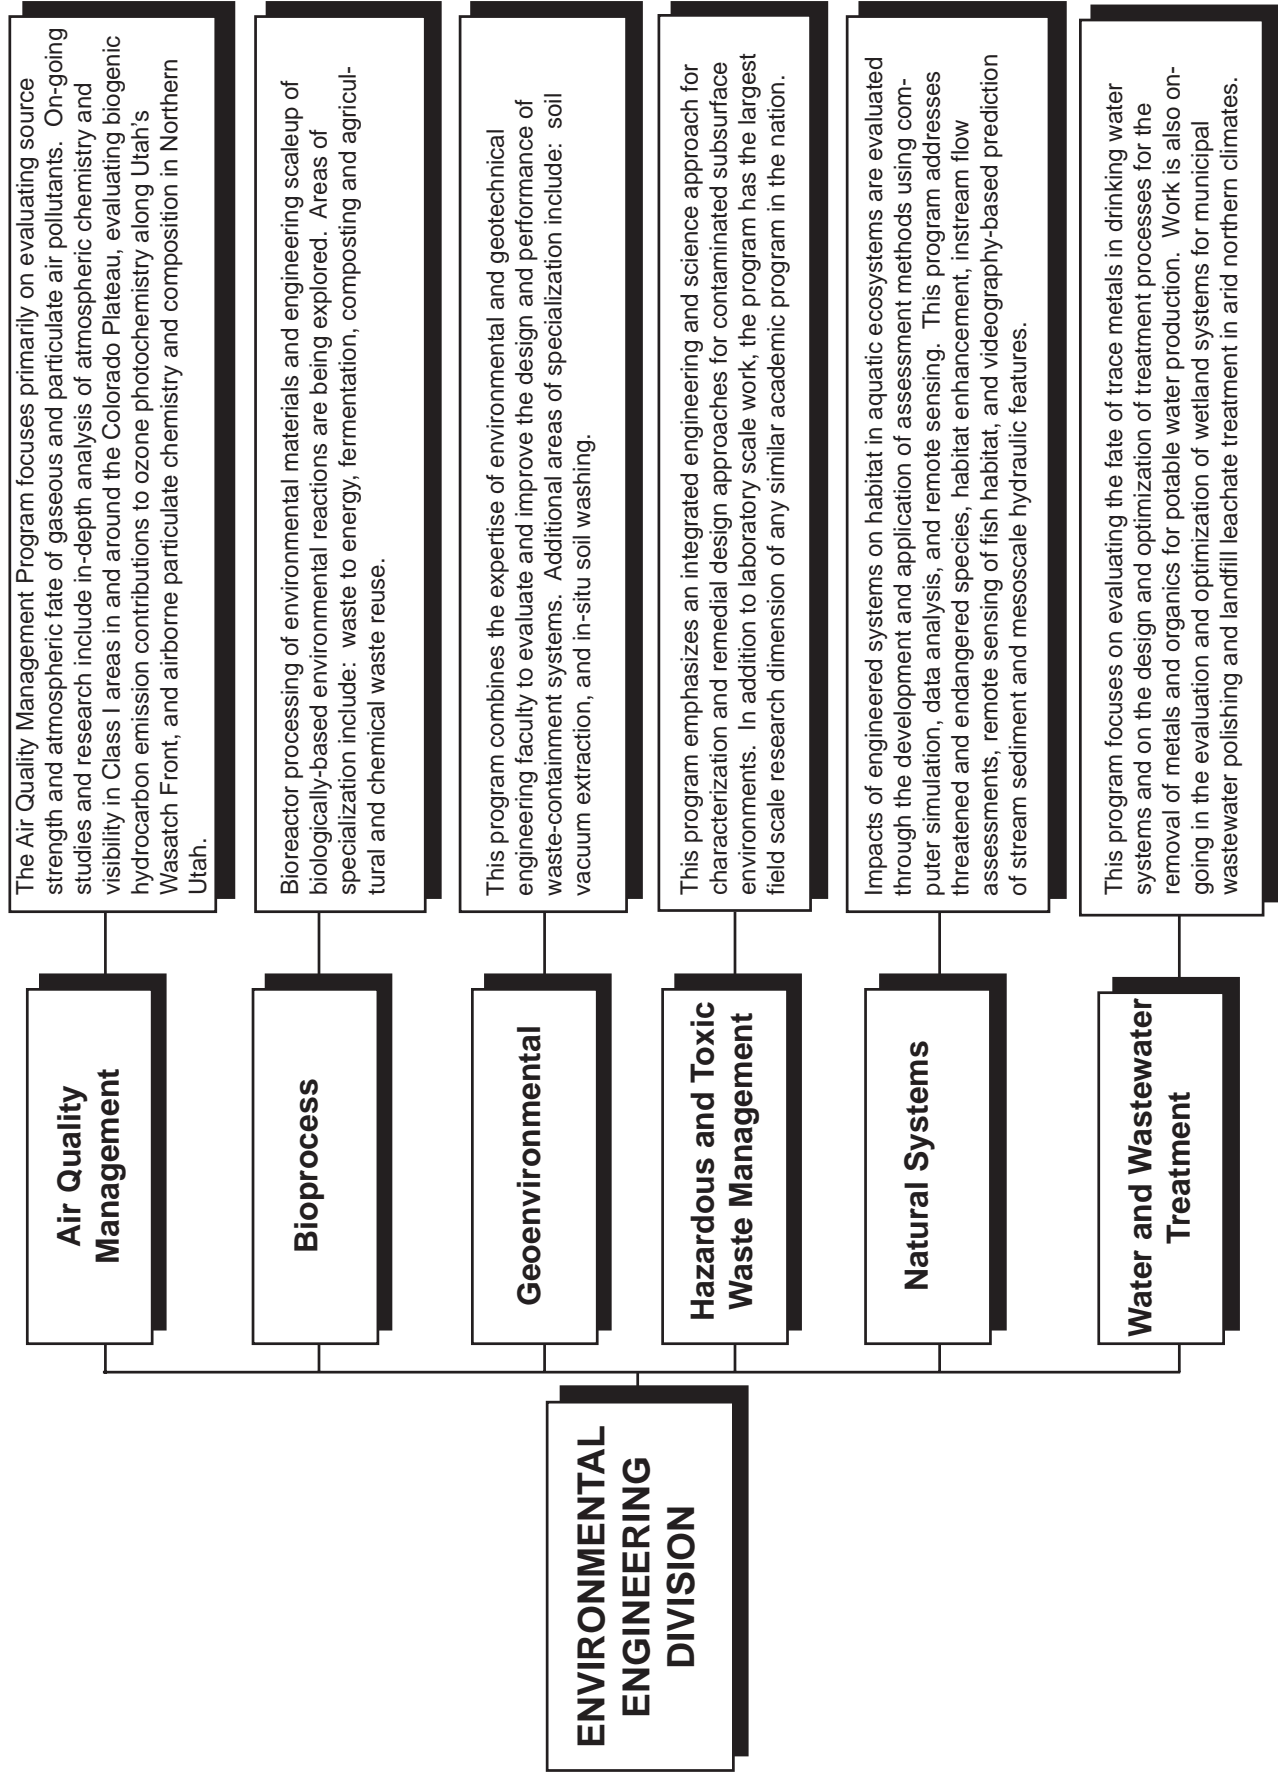 ENVIRONMENTAL
ENGINEERING
DIVISION
Air Quality
Management
The Air Quality Management Program focuses primarily on evaluating source
strength and atmospheric fate of gaseous and particulate air pollutants. On-going
studies and research include in-depth analysis of atmospheric chemistry and
visibility in Class I areas in and around the Colorado Plateau, evaluating biogenic
hydrocarbon emission contributions to ozone photochemistry along Utah's
Wasatch Front, and airborne particulate chemistry and composition in Northern
Utah.
Bioprocess
Bioreactor processing of environmental materials and engineering scaleup of
biologically-based environmental reactions are being explored. Areas of
specialization include: waste to energy, fermentation, composting and agricul-
tural and chemical waste reuse.
Geoenvironmental
This program combines the expertise of environmental and geotechnical
engineering faculty to evaluate and improve the design and performance of
waste-containment systems. Additional areas of specialization include: soil
vacuum extraction, and in-situ soil washing.
Hazardous and Toxic
Waste Management
This program emphasizes an integrated engineering and science approach for
characterization and remedial design approaches for contaminated subsurface
environments. In addition to laboratory scale work, the program has the largest
field scale research dimension of any similar academic program in the nation.
Natural Systems
Impacts of engineered systems on habitat in aquatic ecosystems are evaluated
through the development and application of assessment methods using com-
puter simulation, data analysis, and remote sensing. This program addresses
threatened and endangered species, habitat enhancement, instream flow
assessments, remote sensing of fish habitat, and videography-based prediction
of stream sediment and mesoscale hydraulic features.
Water and Wastewater
Treatment
This program focuses on evaluating the fate of trace metals in drinking water
systems and on the design and optimization of treatment processes for the
removal of metals and organics for potable water production. Work is also on-
going in the evaluation and optimization of wetland systems for municipal
wastewater polishing and landfill leachate treatment in arid northern climates.